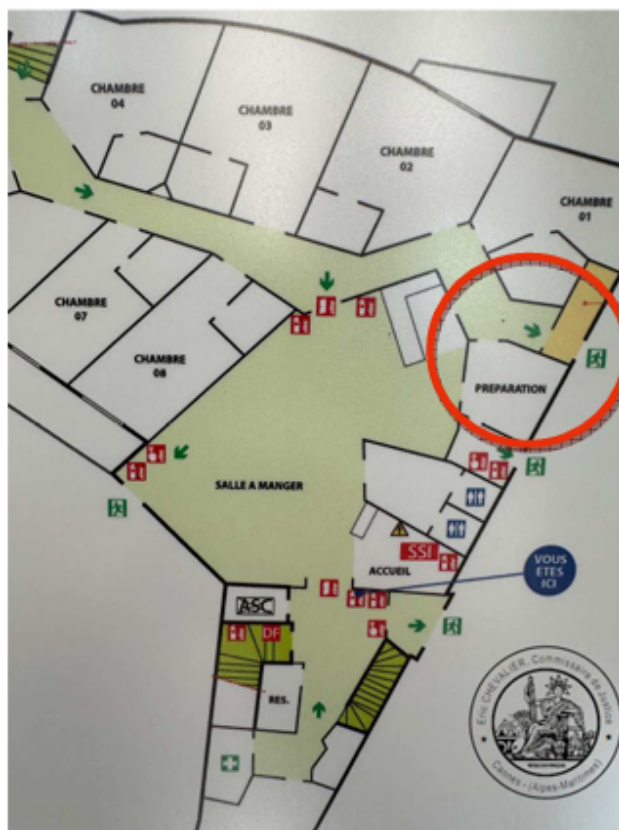 CHAMBRE
04
CHAMBRE
03
CHAMBRE
02
CHAMBRE
01
CHAMBRE
07
CHAMBRE
08
PREPARATION
SALLE A MANGER
SSI
ACCUEIL
VOUS
ETES
ICI
ASC
DF
RES.
Eric CHEVALIER, Commissaire de Justice
Cannes - (Alpes-Maritimes)